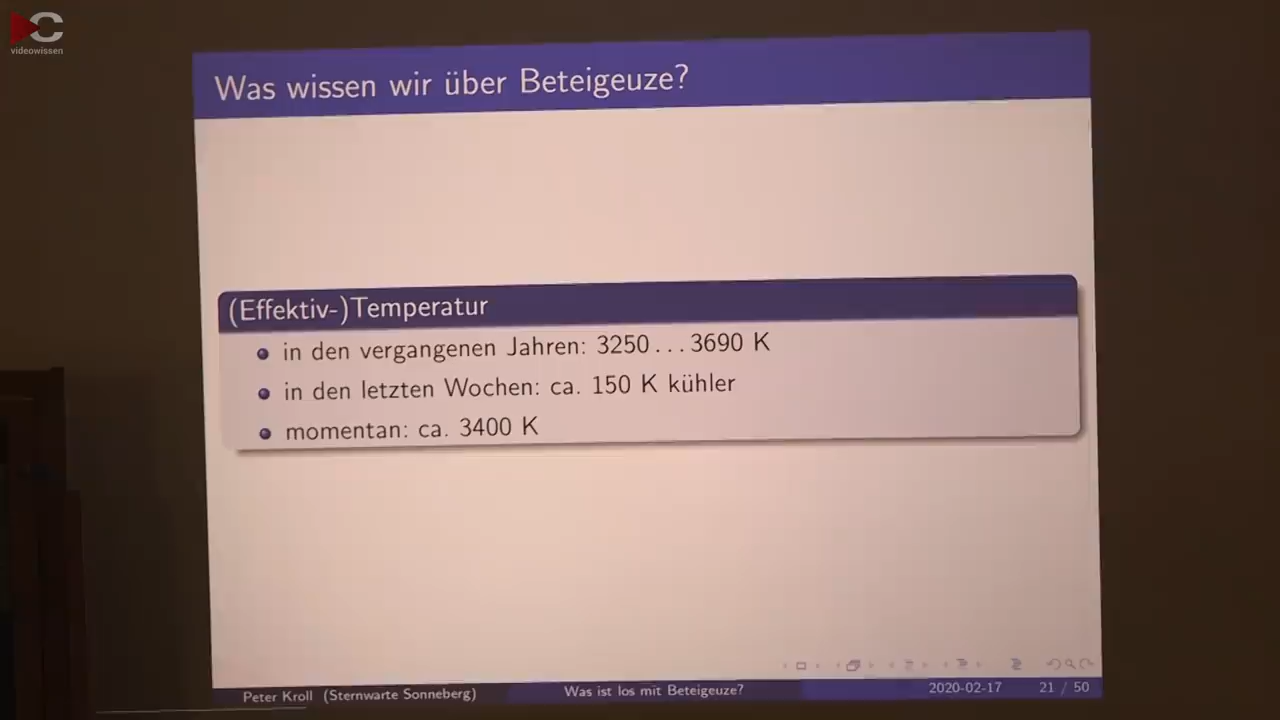 videowissen
Was wissen wir über Beteigeuze?
(Effektiv-)Temperatur
in den vergangenen Jahren: 3250...3690 K
in den letzten Wochen: ca. 150 K kühler
momentan: ca. 3400 K
Peter Kroll (Sternwarte Sonneberg) Was ist los mit Beteigeuze? 2020-02-17 21 / 50